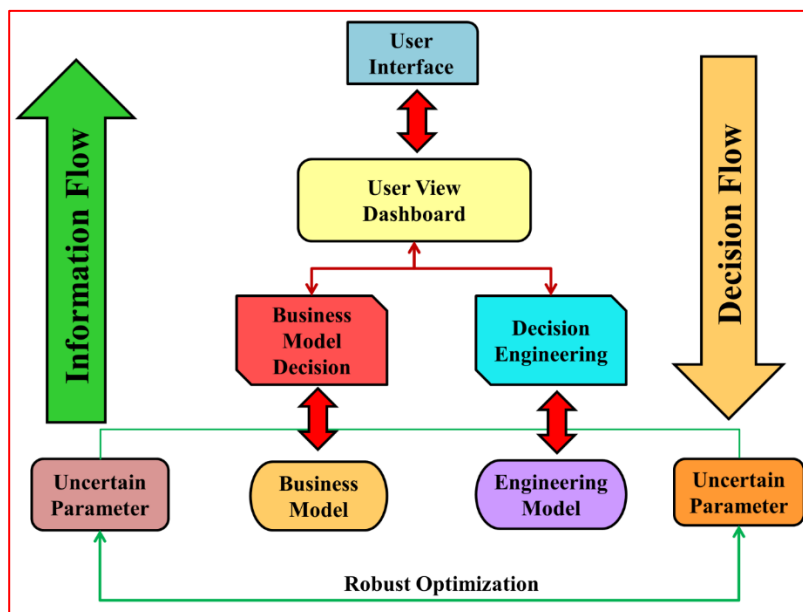 User
Interface
Information Flow
Decision Flow
User View
Dashboard
Business
Model
Decision
Decision
Engineering
Uncertain
Parameter
Business
Model
Engineering
Model
Uncertain
Parameter
Robust Optimization